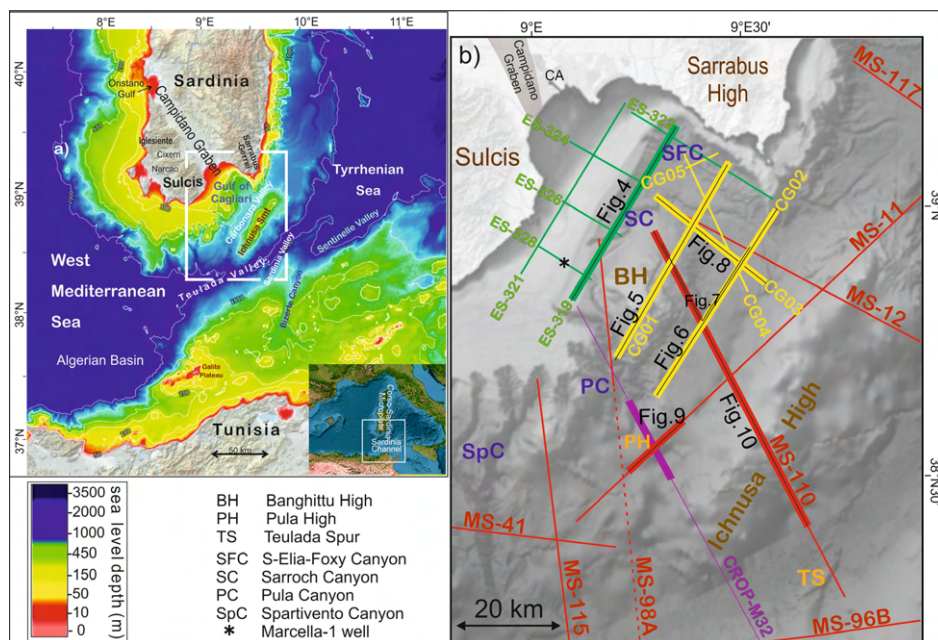 8°E
9°E
10°E
11°E
40°N
39°N
38°N
37°N
a)
Sardinia
Oristano
Gulf
Campidano Graben
Iglesiente
Cixerri
Narcao
Sulcis
Sarrabus
Gulf of
Cagliari
Ichnusa Smt
Tyrrhenian
Sea
Sentinelle Valley
Sardinia Valley
Teulada Valley
Bizerte Canyon
West
Mediterranean
Sea
Algerian Basin
Galite
Plateau
Tunisia
50 km
Sardinia
Channel
sea level depth (m)
3500
2000
1000
450
150
50
10
0
BH Banghittu High
PH Pula High
TS Teulada Spur
SFC S-Elia-Foxy Canyon
SC Sarroch Canyon
PC Pula Canyon
SpC Spartivento Canyon
* Marcella-1 well
9°E
9°E30'
39°N
38°N30'
b)
Campidano
Graben
CA
Sarrabus
High
Sulcis
MS-117
ES-324
SFC
CG05
CG02
ES-326
Fig.4
SC
MS-11
ES-328
*
BH
Fig.8
ES-321
ES-319
Fig.5
CG01
Fig.7
CG03
CG04
Fig.6
MS-12
PC
Fig.9
PH
Fig.10
SpC
MS-110
Ichnusa High
MS-41
MS-115
MS-98A
CROP-M32
TS
MS-96B
20 km